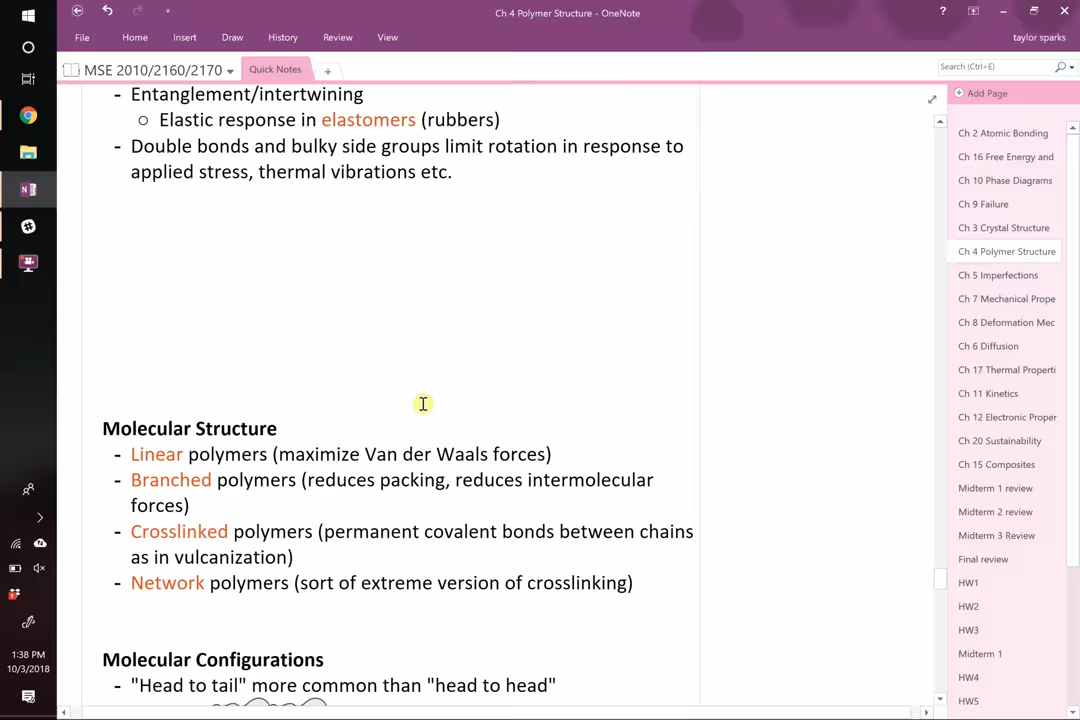 Ch 4 Polymer Structure - OneNote
?
File
Home
Insert
Draw
History
Review
View
taylor sparks
MSE 2010/2160/2170
Quick Notes
+
Search (Ctrl+E)
- Entanglement/intertwining
Elastic response in elastomers (rubbers)
- Double bonds and bulky side groups limit rotation in response to
applied stress, thermal vibrations etc.
Molecular Structure
- Linear polymers (maximize Van der Waals forces)
- Branched polymers (reduces packing, reduces intermolecular
forces)
- Crosslinked polymers (permanent covalent bonds between chains
as in vulcanization)
- Network polymers (sort of extreme version of crosslinking)
Molecular Configurations
- "Head to tail" more common than "head to head"
Add Page
Ch 2 Atomic Bonding
Ch 16 Free Energy and
Ch 10 Phase Diagrams
Ch 9 Failure
Ch 3 Crystal Structure
Ch 4 Polymer Structure
Ch 5 Imperfections
Ch 7 Mechanical Prope
Ch 8 Deformation Mec
Ch 6 Diffusion
Ch 17 Thermal Properti
Ch 11 Kinetics
Ch 12 Electronic Proper
Ch 20 Sustainability
Ch 15 Composites
Midterm 1 review
Midterm 2 review
Midterm 3 Review
Final review
HW1
HW2
HW3
Midterm 1
HW4
HW5
1:38 PM
10/3/2018